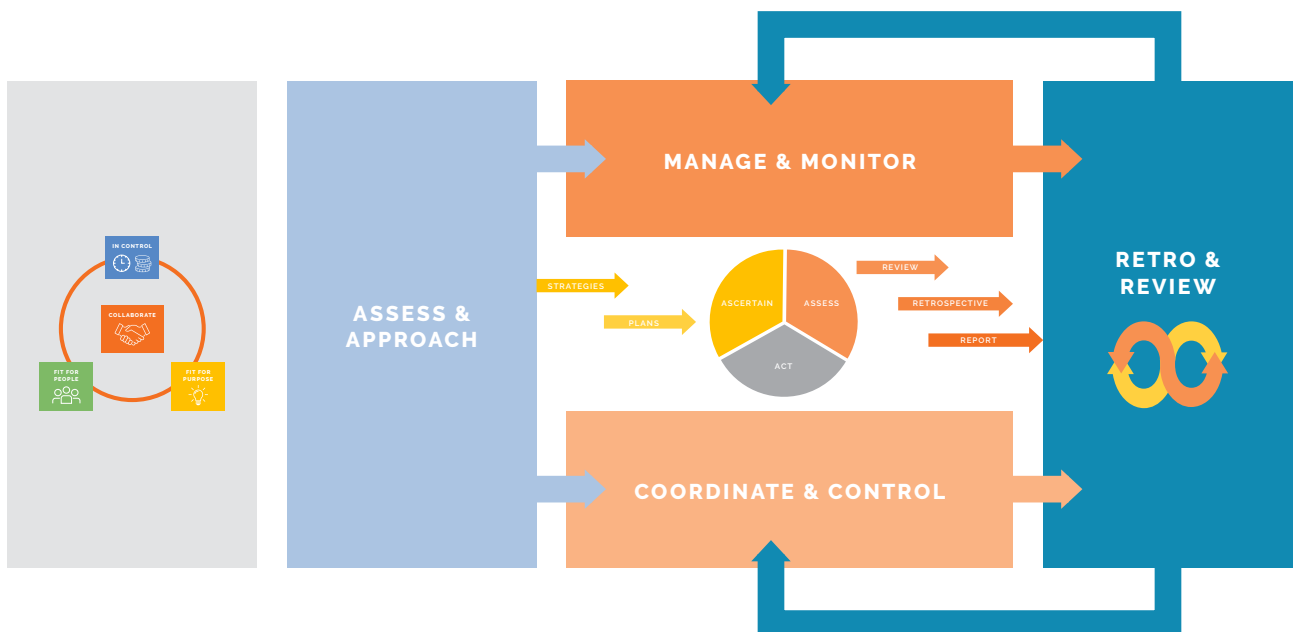 IN CONTROL
COLLABORATE
FIT FOR
PEOPLE
FIT FOR
PURPOSE
ASSESS &
APPROACH
MANAGE & MONITOR
STRATEGIES
PLANS
ASCERTAIN
ASSESS
ACT
REVIEW
RETROSPECTIVE
REPORT
COORDINATE & CONTROL
RETRO &
REVIEW